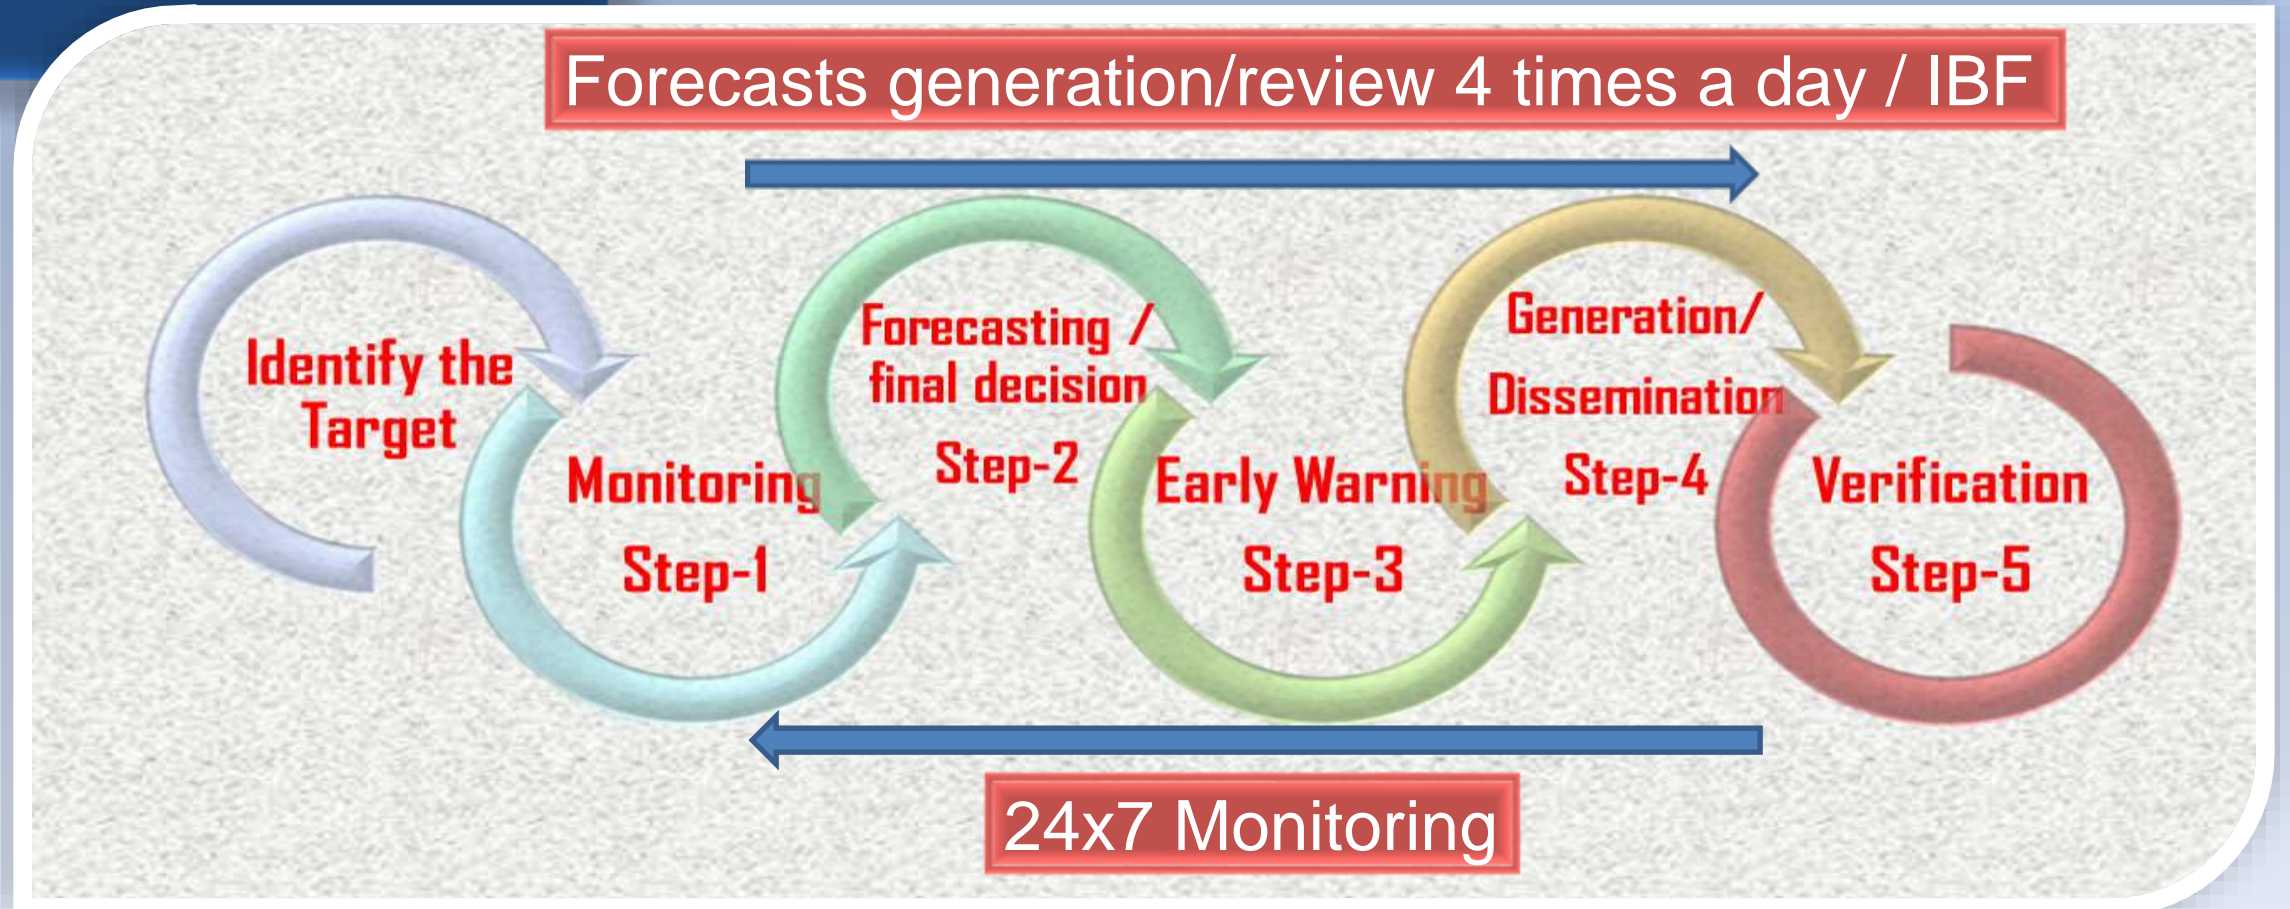 Forecasts generation/review 4 times a day / IBF
Identify the
Target
Monitoring
Step-1
Forecasting /
final decision
Step-2
Early Warning
Step-3
Generation/
Dissemination
Step-4
Verification
Step-5
24x7 Monitoring